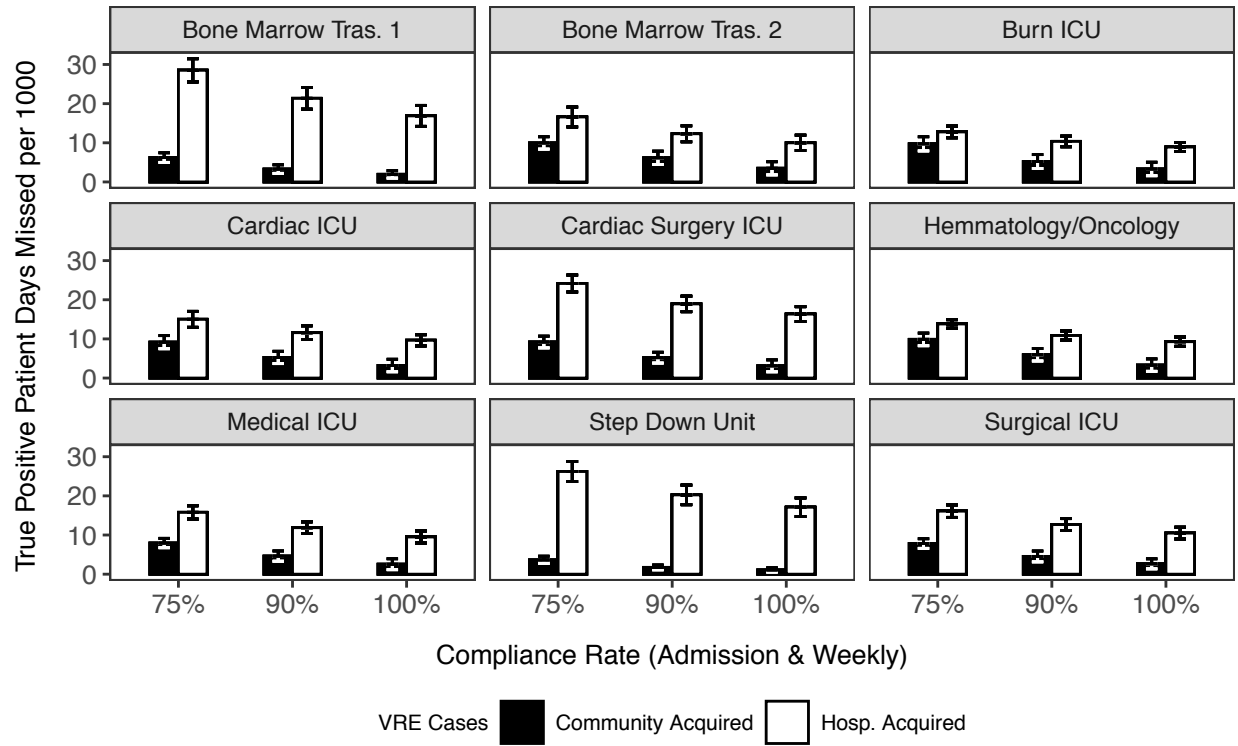 Bone Marrow Tras. 1
Bone Marrow Tras. 2
Burn ICU
30
20
10
0
Cardiac ICU
Cardiac Surgery ICU
Hemmatology/Oncology
30
20
10
0
Medical ICU
Step Down Unit
Surgical ICU
30
20
10
0
True Positive Patient Days Missed per 1000
75% 90% 100%
75% 90% 100%
75% 90% 100%
Compliance Rate (Admission & Weekly)
VRE Cases Community Acquired Hosp. Acquired